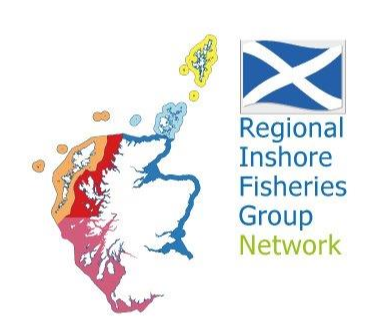 Regional
Inshore
Fisheries
Group
Network